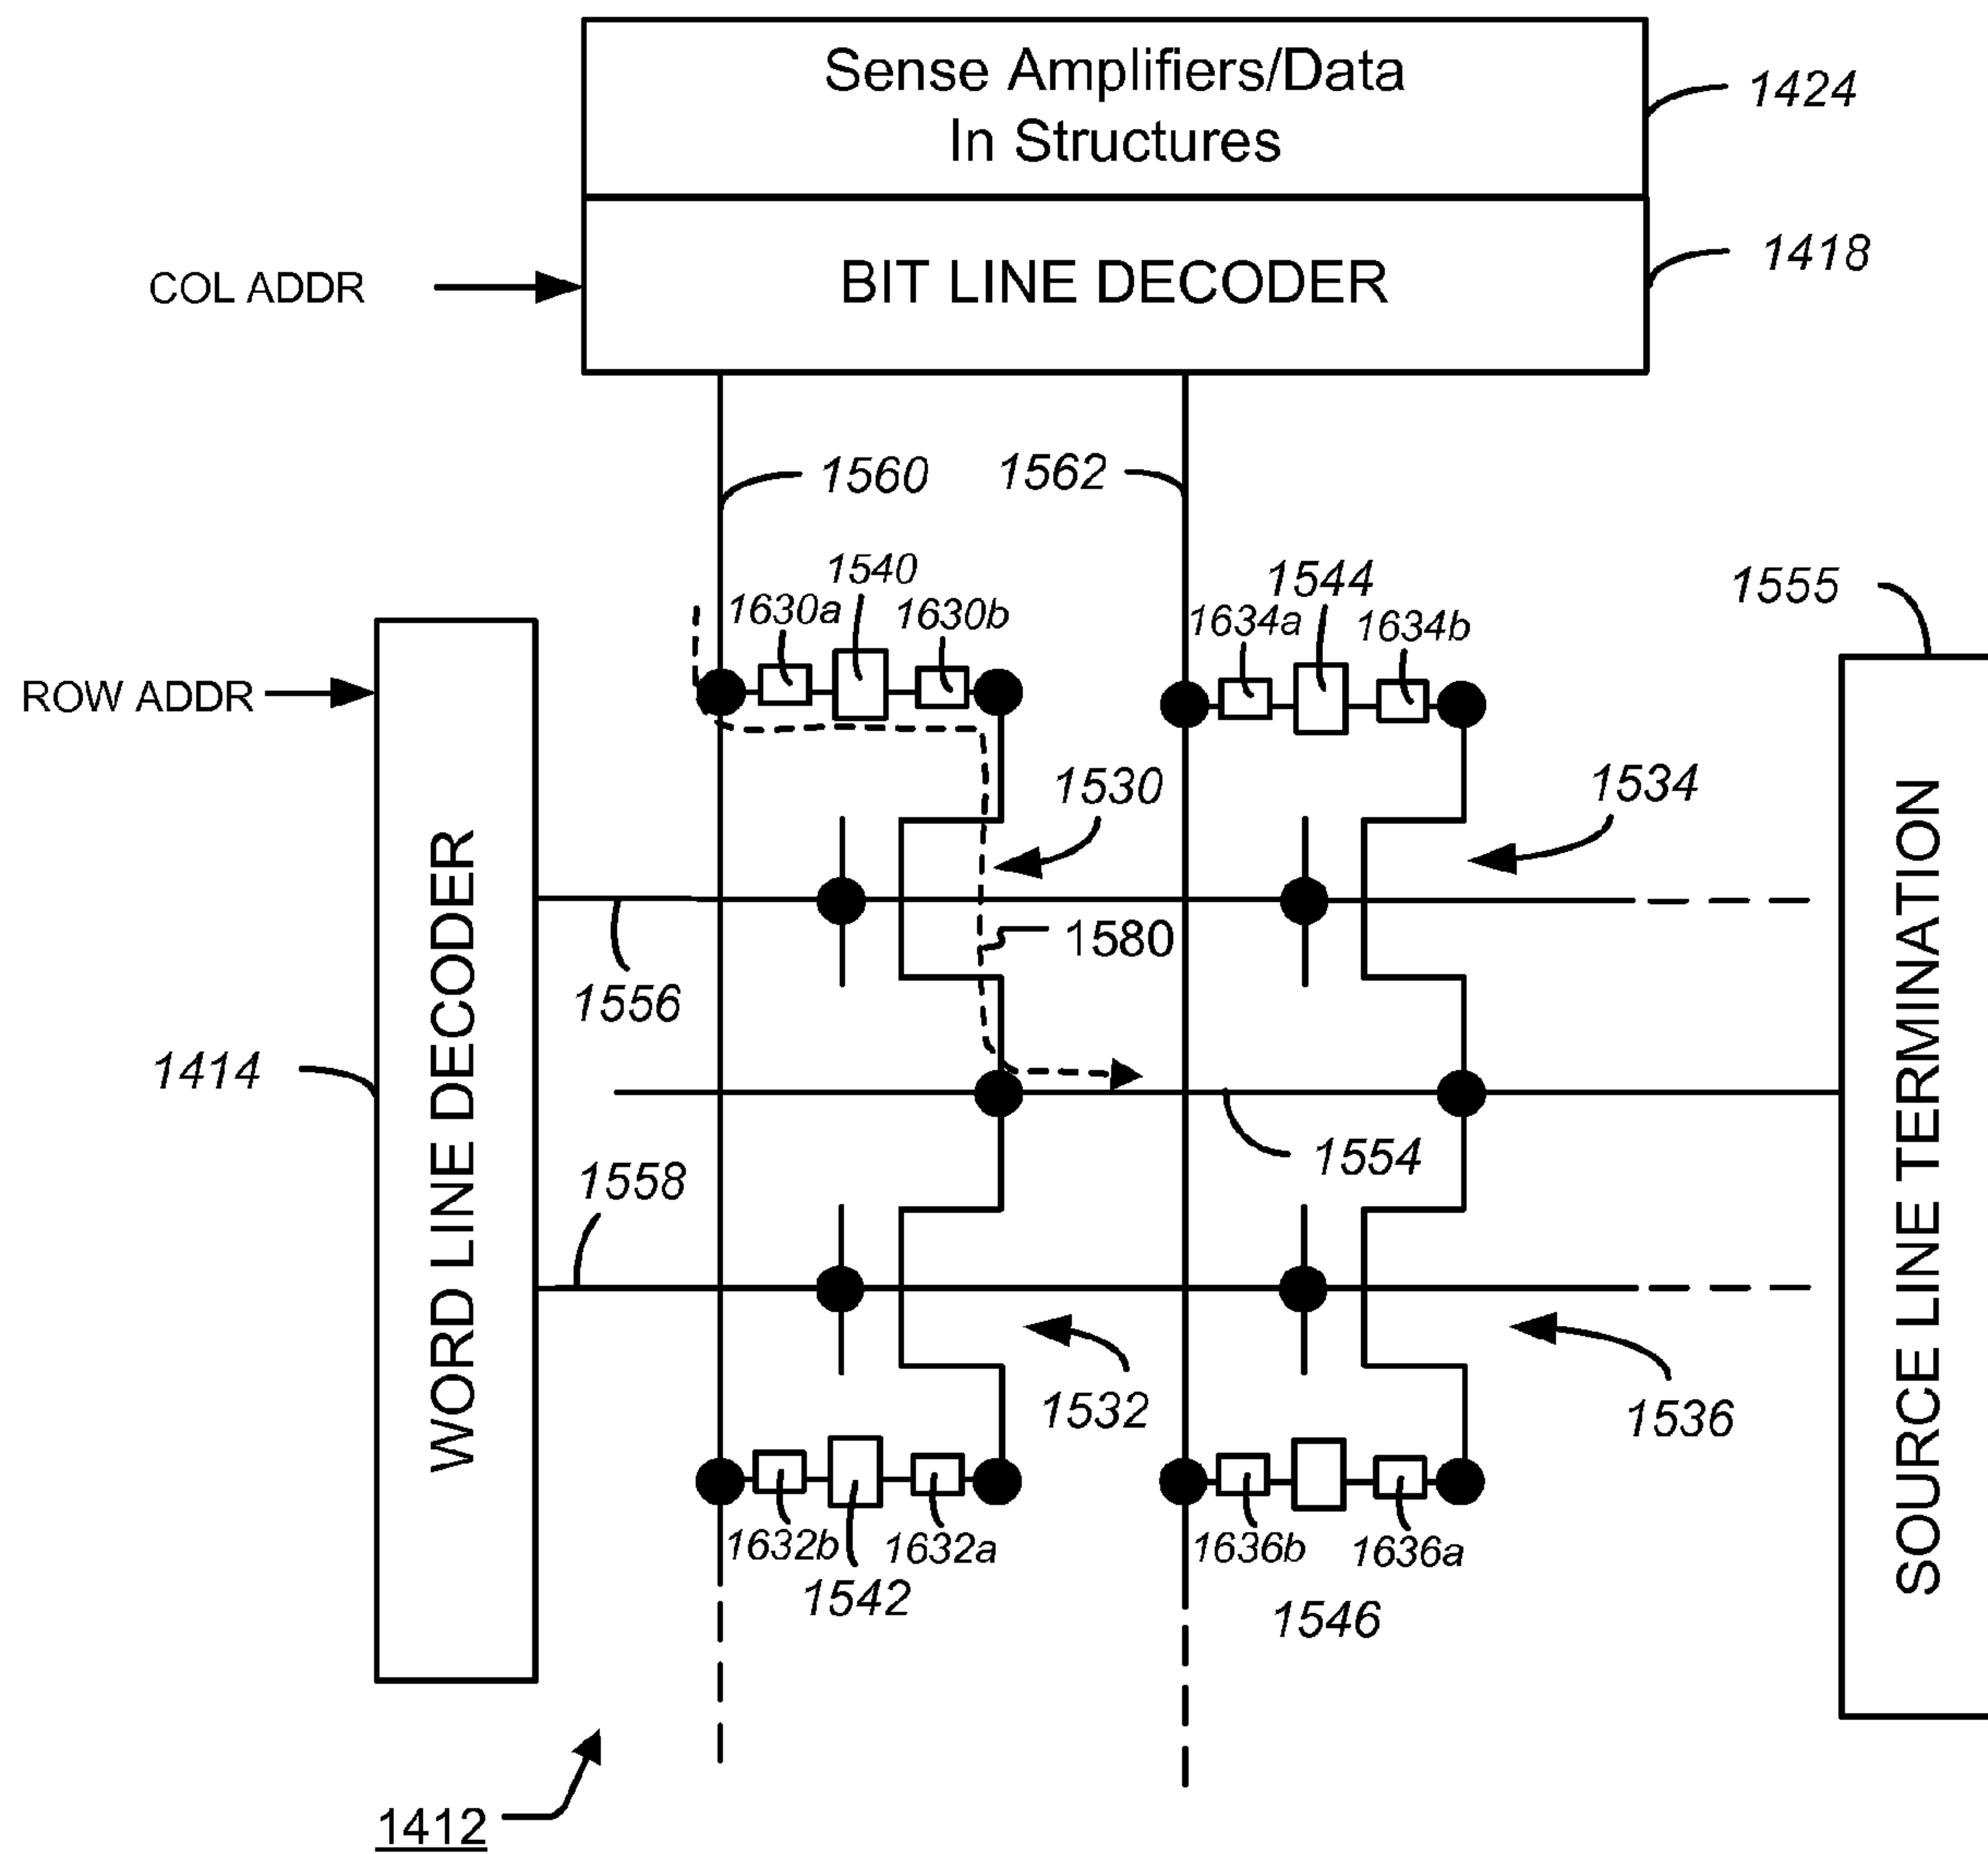 Sense Amplifiers/Data
In Structures
1424
BIT LINE DECODER
1418
COL ADDR
1560
1562
1540
1544
1555
1630a
1630b
1634a
1634b
ROW ADDR
1530
1534
WORD LINE DECODER
SOURCE LINE TERMINATION
1580
1556
1414
1554
1558
1532
1536
1632b
1632a
1636b
1636a
1542
1546
1412